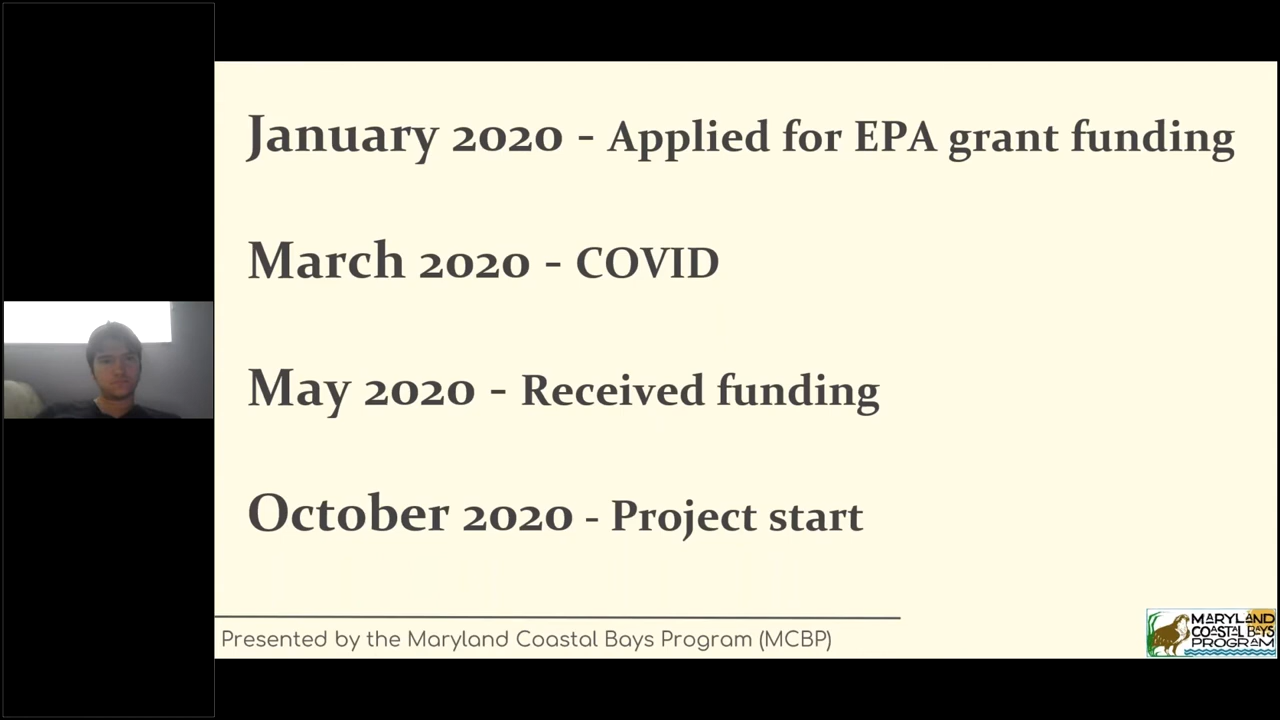 January 2020 - Applied for EPA grant funding
March 2020 - COVID
May 2020 - Received funding
October 2020 - Project start
Presented by the Maryland Coastal Bays Program (MCBP)
MARYLAND
COASTAL BAYS
PROGRAM